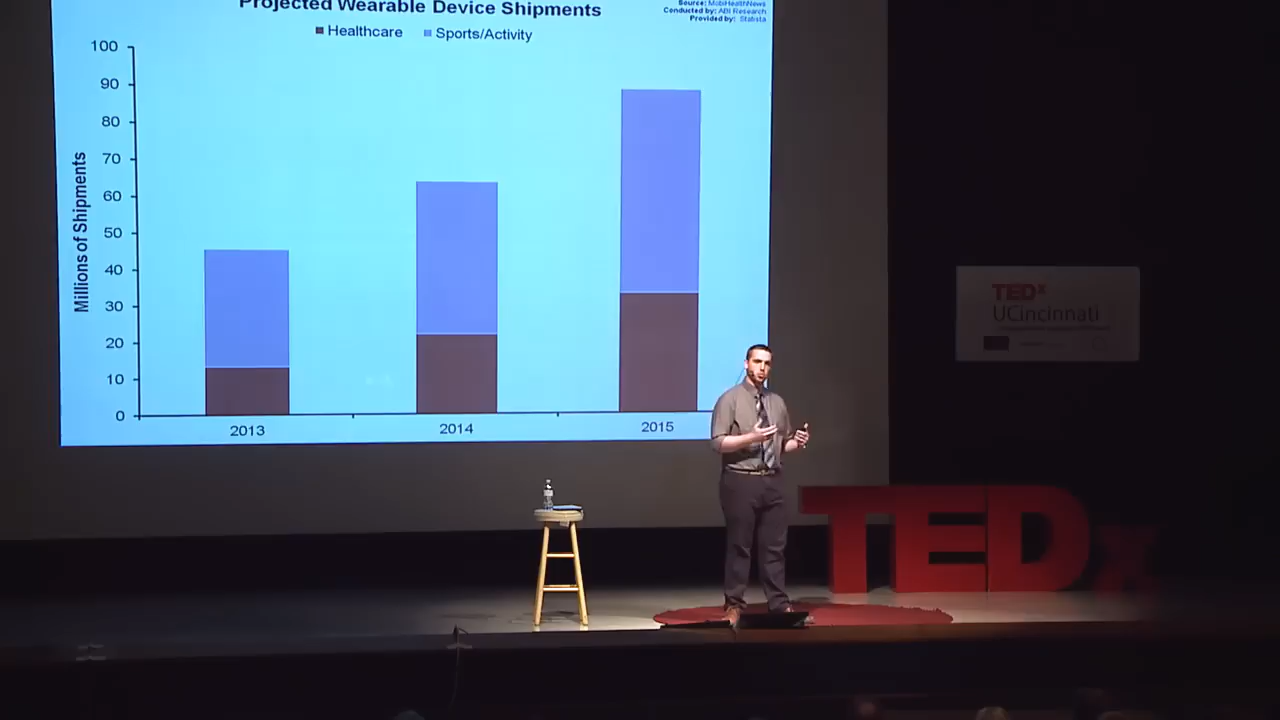 Projected Wearable Device Shipments
Source: MobiHealthNews
Conducted by: ABI Research
Provided by: Statista
Healthcare
Sports/Activity
100
90
80
70
60
50
40
30
20
10
0
Millions of Shipments
2013
2014
2015
TEDx
UCincinnati
TEDx